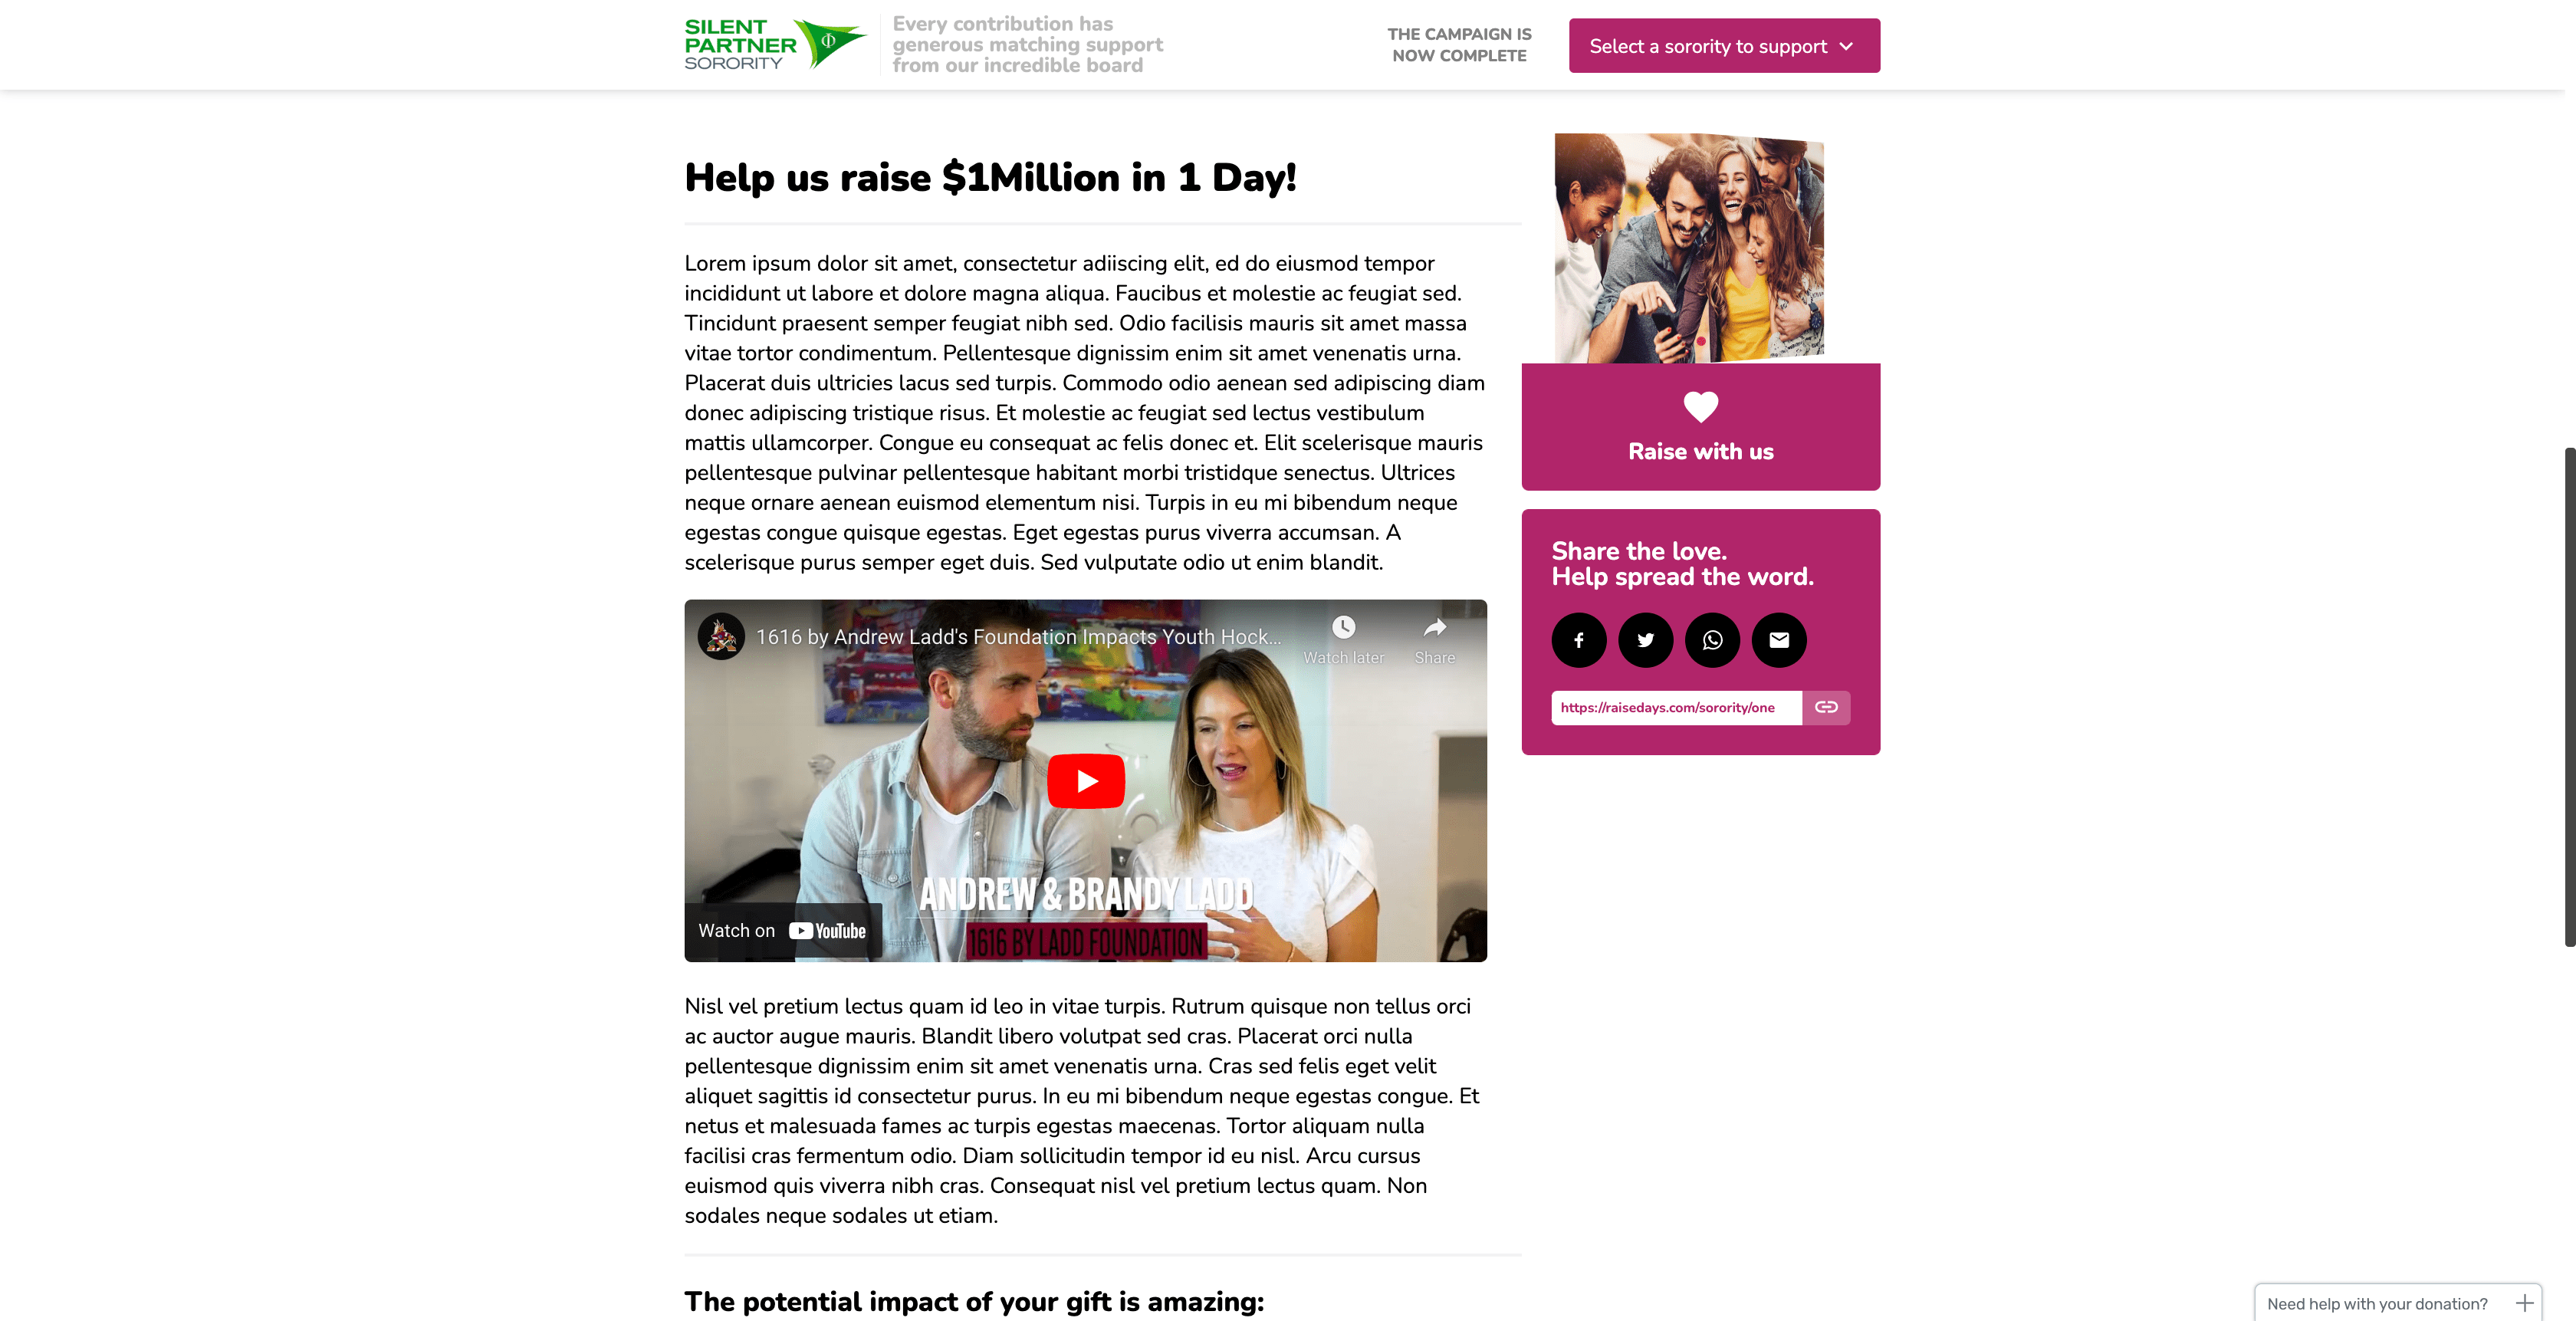 SILENT
PARTNER
SORORITY
Φ
Every contribution has
generous matching support
from our incredible board
THE CAMPAIGN IS
NOW COMPLETE
Select a sorority to support
Help us raise $1Million in 1 Day!
Lorem ipsum dolor sit amet, consectetur adiiscing elit, ed do eiusmod tempor
incididunt ut labore et dolore magna aliqua. Faucibus et molestie ac feugiat sed.
Tincidunt praesent semper feugiat nibh sed. Odio facilisis mauris sit amet massa
vitae tortor condimentum. Pellentesque dignissim enim sit amet venenatis urna.
Placerat duis ultricies lacus sed turpis. Commodo odio aenean sed adipiscing diam
donec adipiscing tristique risus. Et molestie ac feugiat sed lectus vestibulum
mattis ullamcorper. Congue eu consequat ac felis donec et. Elit scelerisque mauris
pellentesque pulvinar pellentesque habitant morbi tristidque senectus. Ultrices
neque ornare aenean euismod elementum nisi. Turpis in eu mi bibendum neque
egestas congue quisque egestas. Eget egestas purus viverra accumsan. A
scelerisque purus semper eget duis. Sed vulputate odio ut enim blandit.
1616 by Andrew Ladd's Foundation Impacts Youth Hock...
Watch later
Share
ANDREW & BRANDY LADD
1616 BY LADD FOUNDATION
Watch on YouTube
Nisl vel pretium lectus quam id leo in vitae turpis. Rutrum quisque non tellus orci
ac auctor augue mauris. Blandit libero volutpat sed cras. Placerat orci nulla
pellentesque dignissim enim sit amet venenatis urna. Cras sed felis eget velit
aliquet sagittis id consectetur purus. In eu mi bibendum neque egestas congue. Et
netus et malesuada fames ac turpis egestas maecenas. Tortor aliquam nulla
facilisi cras fermentum odio. Diam sollicitudin tempor id eu nisl. Arcu cursus
euismod quis viverra nibh cras. Consequat nisl vel pretium lectus quam. Non
sodales neque sodales ut etiam.
The potential impact of your gift is amazing:
Raise with us
Share the love.
Help spread the word.
https://raisedays.com/sorority/one
Need help with your donation?